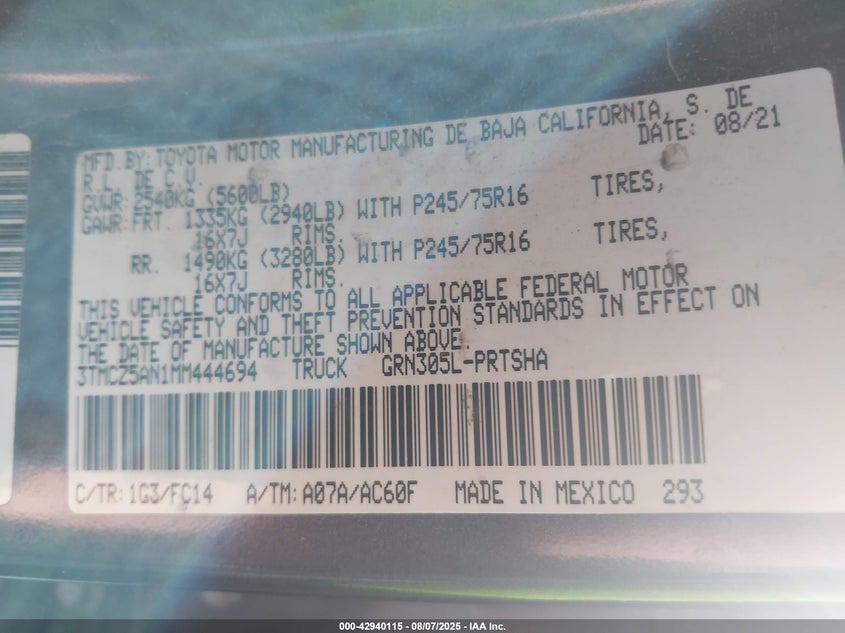 MFD. BY: TOYOTA MOTOR MANUFACTURING DE BAJA CALIFORNIA, S. DE
R.L. DE C.V. DATE: 08/21
GVWR: 2540KG (5600LB)
GAWR: FRT. 1335KG (2940LB) WITH P245/75R16 TIRES,
16X7J RIMS.
RR. 1490KG (3280LB) WITH P245/75R16 TIRES,
16X7J RIMS.
THIS VEHICLE CONFORMS TO ALL APPLICABLE FEDERAL MOTOR
VEHICLE SAFETY AND THEFT PREVENTION STANDARDS IN EFFECT ON
THE DATE OF MANUFACTURE SHOWN ABOVE.
3TMCZ5AN1MM444694 TRUCK GRN305L-PRTSHA
C/TR: 1G3/FC14 A/TM: A07A/AC60F MADE IN MEXICO 293
000-42940115 - 08/07/2025 - IAA Inc.